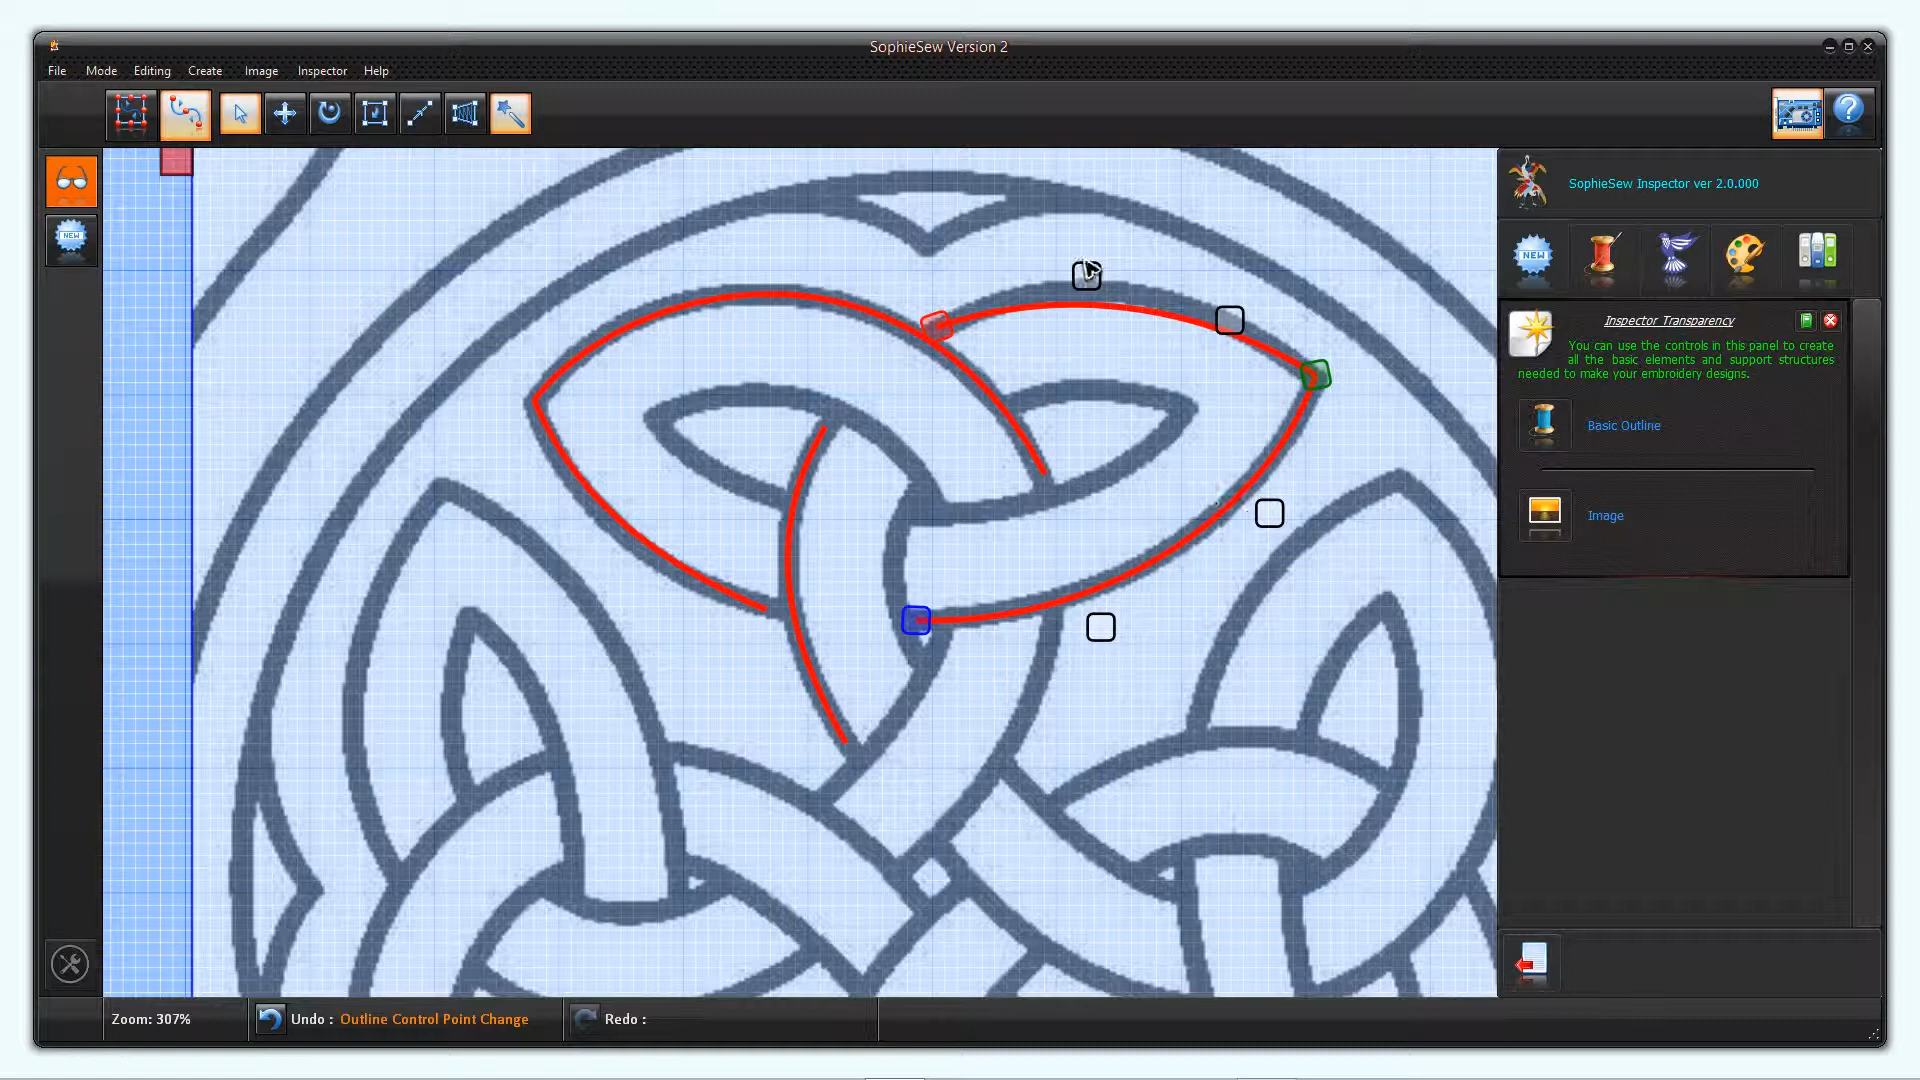 SophieSew Version 2
File Mode Editing Create Image Inspector Help
SophieSew Inspector ver 2.0.000
NEW
NEW
Inspector Transparency
You can use the controls in this panel to create
all the basic elements and support structures
needed to make your embroidery designs.
Basic Outline
Image
Zoom: 307% Undo : Outline Control Point Change Redo :